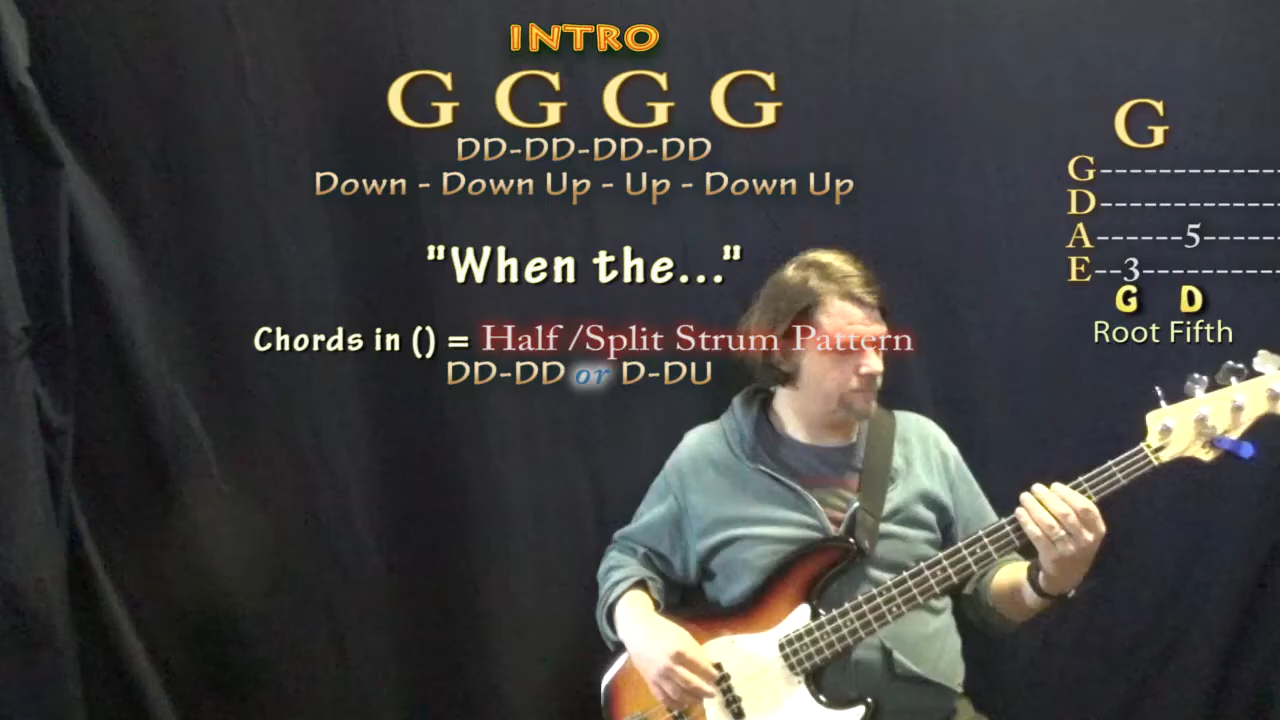 INTRO
G G G G
DD-DD-DD-DD
Down - Down Up - Up - Down Up
"When the..."
Chords in () = Half /Split Strum Pattern
DD-DD or D-DU
G
G------------
D------------
A------5-----
E--3---------
G D
Root Fifth